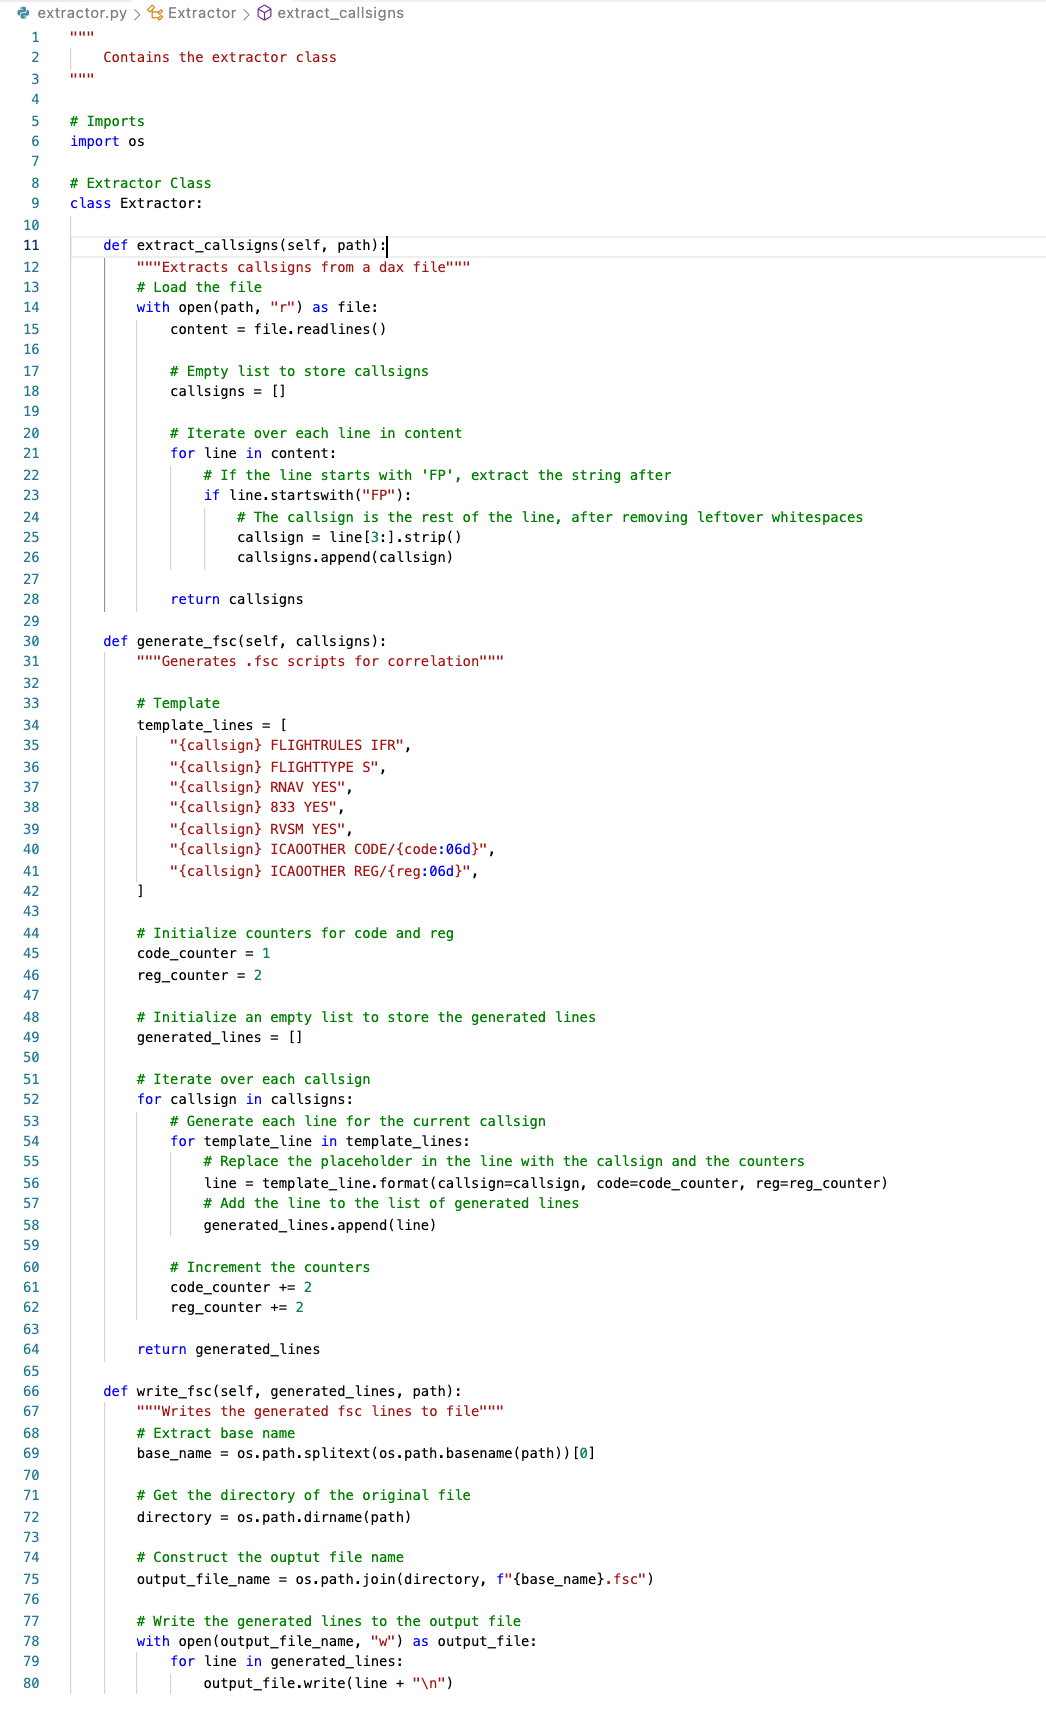 extractor.py > Extractor > extract_callsigns
1 """
2     Contains the extractor class
3 """
4
5 # Imports
6 import os
7
8 # Extractor Class
9 class Extractor:
10
11     def extract_callsigns(self, path):
12         """Extracts callsigns from a dax file"""
13         # Load the file
14         with open(path, "r") as file:
15             content = file.readlines()
16
17             # Empty list to store callsigns
18             callsigns = []
19
20             # Iterate over each line in content
21             for line in content:
22                 # If the line starts with 'FP', extract the string after
23                 if line.startswith("FP"):
24                     # The callsign is the rest of the line, after removing leftover whitespaces
25                     callsign = line[3:].strip()
26                     callsigns.append(callsign)
27
28             return callsigns
29
30     def generate_fsc(self, callsigns):
31         """Generates .fsc scripts for correlation"""
32
33         # Template
34         template_lines = [
35             "{callsign} FLIGHTRULES IFR",
36             "{callsign} FLIGHTTYPE S",
37             "{callsign} RNAV YES",
38             "{callsign} 833 YES",
39             "{callsign} RVSM YES",
40             "{callsign} ICAOOTHER CODE/{code:06d}",
41             "{callsign} ICAOOTHER REG/{reg:06d}",
42         ]
43
44         # Initialize counters for code and reg
45         code_counter = 1
46         reg_counter = 2
47
48         # Initialize an empty list to store the generated lines
49         generated_lines = []
50
51         # Iterate over each callsign
52         for callsign in callsigns:
53             # Generate each line for the current callsign
54             for template_line in template_lines:
55                 # Replace the placeholder in the line with the callsign and the counters
56                 line = template_line.format(callsign=callsign, code=code_counter, reg=reg_counter)
57                 # Add the line to the list of generated lines
58                 generated_lines.append(line)
59
60             # Increment the counters
61             code_counter += 2
62             reg_counter += 2
63
64         return generated_lines
65
66     def write_fsc(self, generated_lines, path):
67         """Writes the generated fsc lines to file"""
68         # Extract base name
69         base_name = os.path.splitext(os.path.basename(path))[0]
70
71         # Get the directory of the original file
72         directory = os.path.dirname(path)
73
74         # Construct the ouptut file name
75         output_file_name = os.path.join(directory, f"{base_name}.fsc")
76
77         # Write the generated lines to the output file
78         with open(output_file_name, "w") as output_file:
79             for line in generated_lines:
80                 output_file.write(line + "\n")